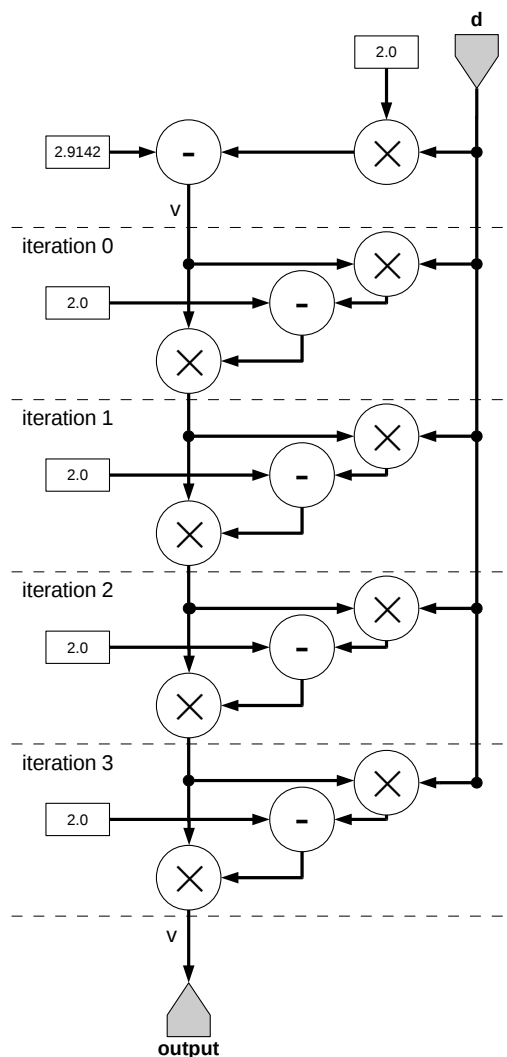 d
2.0
2.9142
-
v
iteration 0
2.0
-
iteration 1
2.0
-
iteration 2
2.0
-
iteration 3
2.0
-
v
output